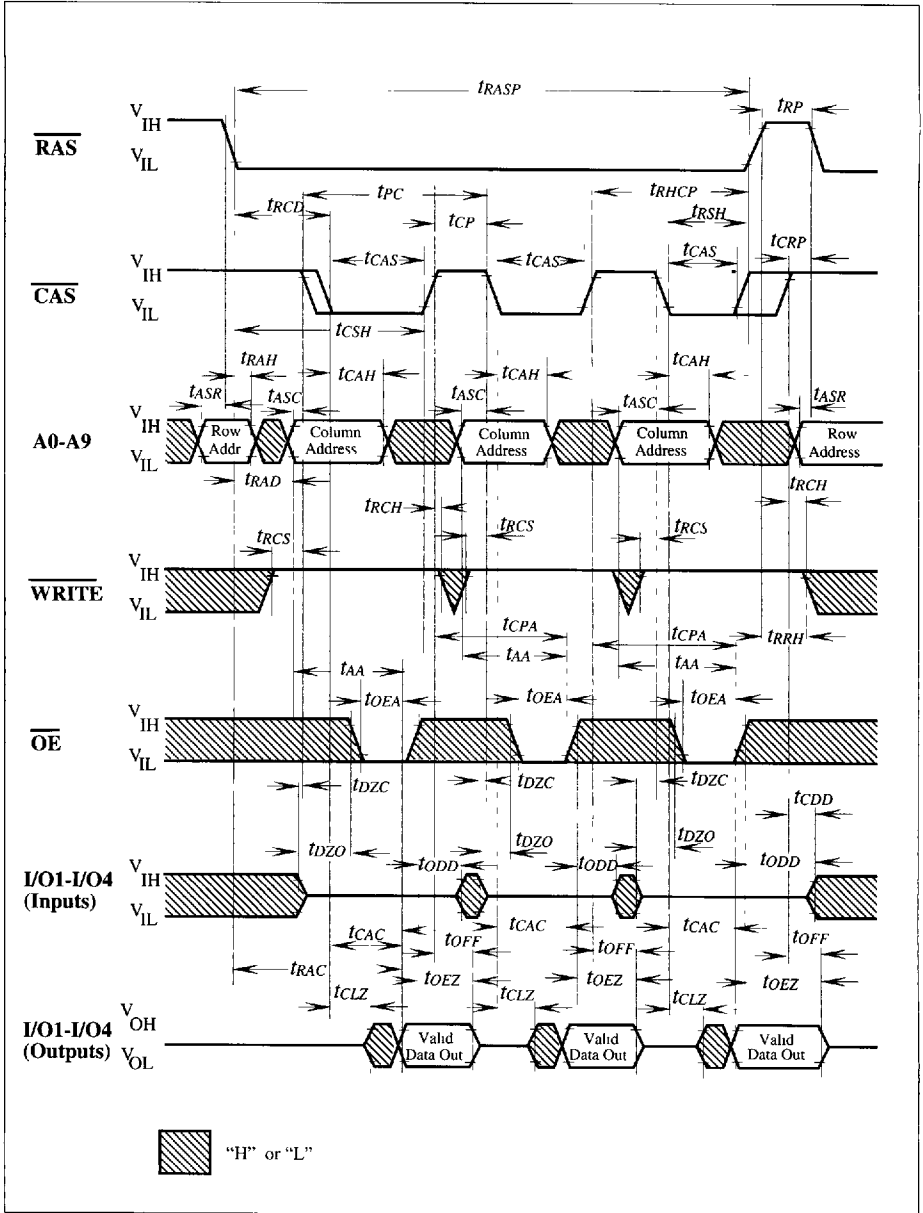 tRASP
tRP
VIH
RAS
VIL
tPC
tRHCP
tRCD
tCP
tRSH
tCAS
tCAS
tCAS
tCRP
VIH
CAS
VIL
tCSH
tRAH
tCAH
tCAH
tCAH
tASR
tASC
tASC
tASC
tASR
VIH
A0-A9
VIL
Row Addr
Column Address
Column Address
Column Address
Row Address
tRAD
tRCH
tRCH
tRCS
tRCS
tRCS
VIH
WRITE
VIL
tCPA
tCPA
tRRH
tAA
tAA
tAA
tOEA
tOEA
tOEA
VIH
OE
VIL
tDZC
tDZC
tDZC
tCDD
tDZO
tDZO
tDZO
tODD
tODD
tODD
VIH
I/O1-I/O4
(Inputs)
VIL
tCAC
tCAC
tCAC
tOFF
tOFF
tOFF
tRAC
tOEZ
tOEZ
tOEZ
tCLZ
tCLZ
tCLZ
VOH
I/O1-I/O4
(Outputs)
VOL
Valid Data Out
Valid Data Out
Valid Data Out
"H" or "L"